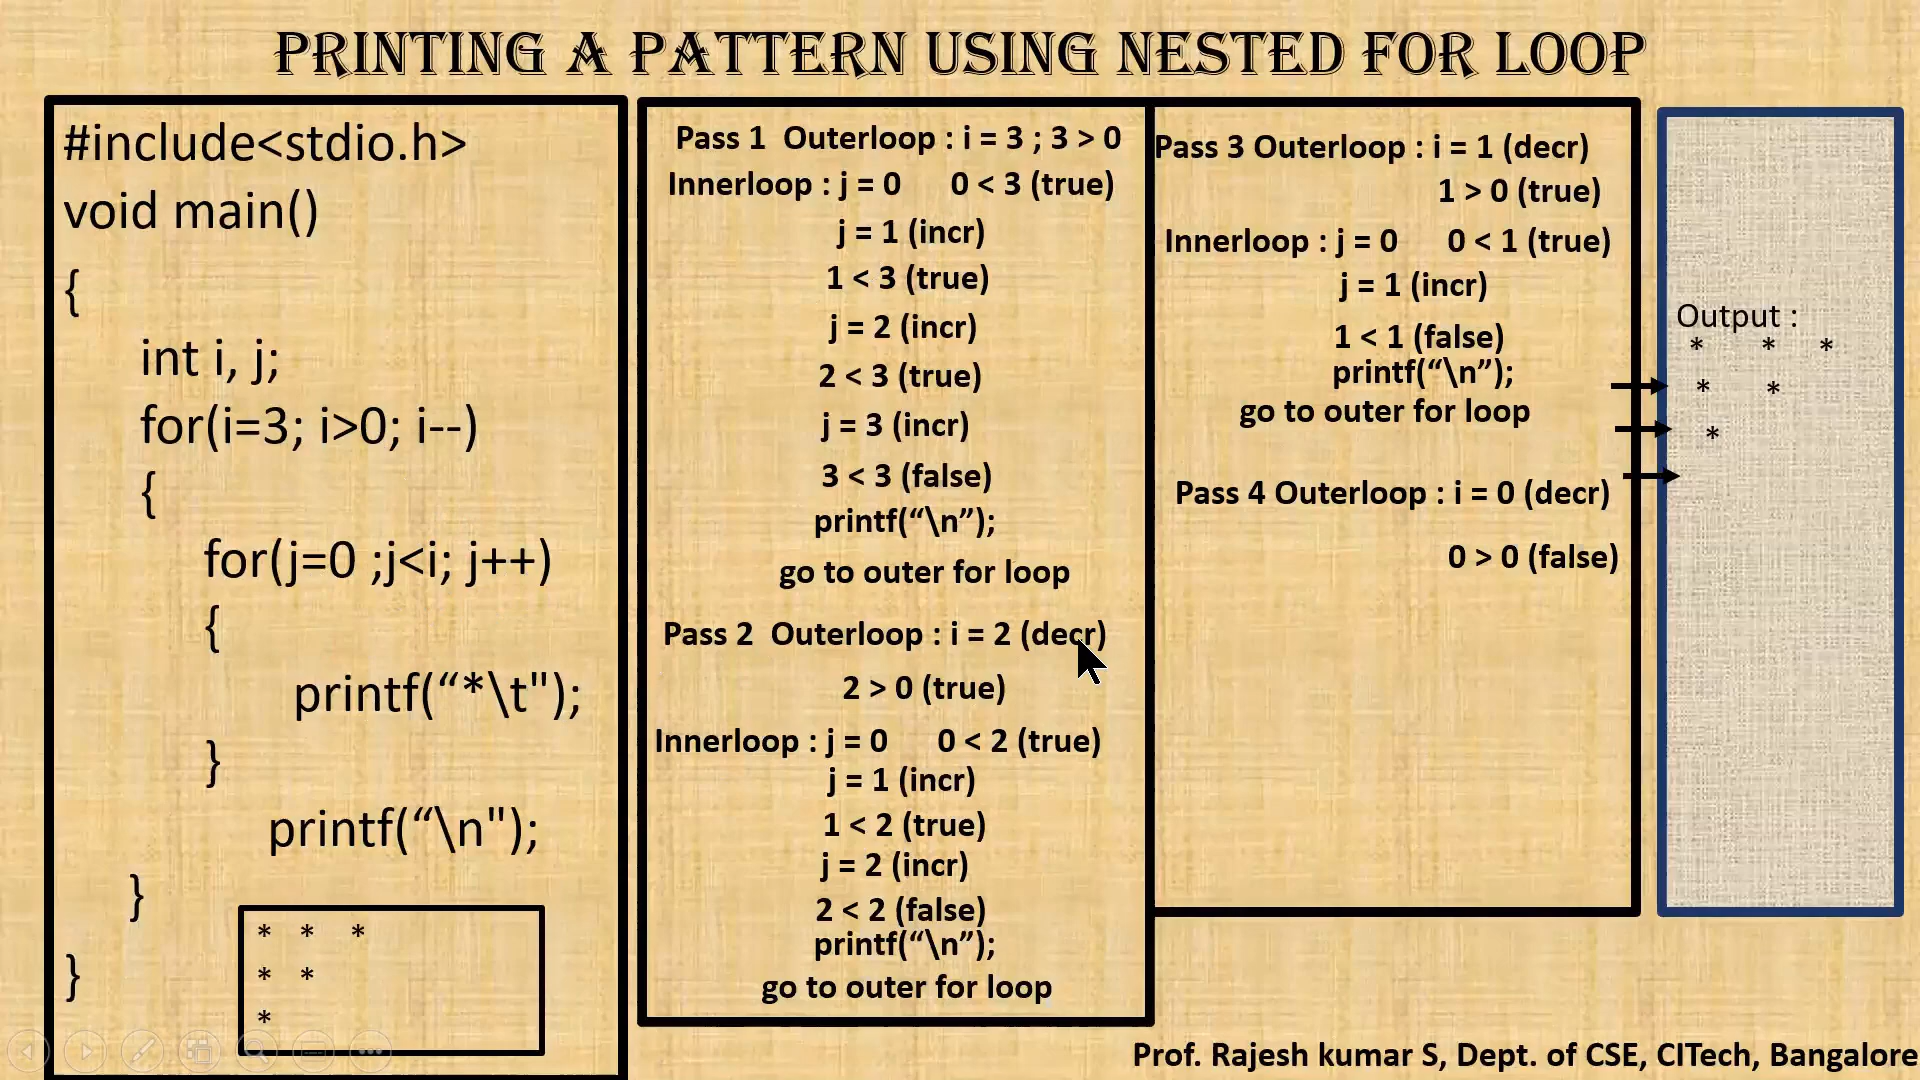 PRINTING A PATTERN USING NESTED FOR LOOP
#include<stdio.h>
void main()
{
int i, j;
for(i=3; i>0; i--)
{
for(j=0 ;j<i; j++)
{
printf(“*\t");
}
printf(“\n");
}
}
* * *
* *
*
Pass 1 Outerloop : i = 3 ; 3 > 0
Innerloop : j = 0 0 < 3 (true)
j = 1 (incr)
1 < 3 (true)
j = 2 (incr)
2 < 3 (true)
j = 3 (incr)
3 < 3 (false)
printf(“\n”);
go to outer for loop
Pass 2 Outerloop : i = 2 (decr)
2 > 0 (true)
Innerloop : j = 0 0 < 2 (true)
j = 1 (incr)
1 < 2 (true)
j = 2 (incr)
2 < 2 (false)
printf(“\n”);
go to outer for loop
Pass 3 Outerloop : i = 1 (decr)
1 > 0 (true)
Innerloop : j = 0 0 < 1 (true)
j = 1 (incr)
1 < 1 (false)
printf(“\n”);
go to outer for loop
Pass 4 Outerloop : i = 0 (decr)
0 > 0 (false)
Output :
* * *
* *
*
Prof. Rajesh kumar S, Dept. of CSE, CITech, Bangalore